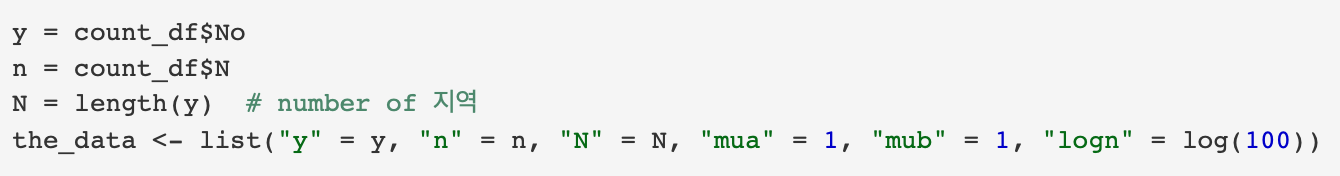 y = count_df$No
n = count_df$N
N = length(y)  # number of 지역
the_data <- list("y" = y, "n" = n, "N" = N, "mua" = 1, "mub" = 1, "logn" = log(100))